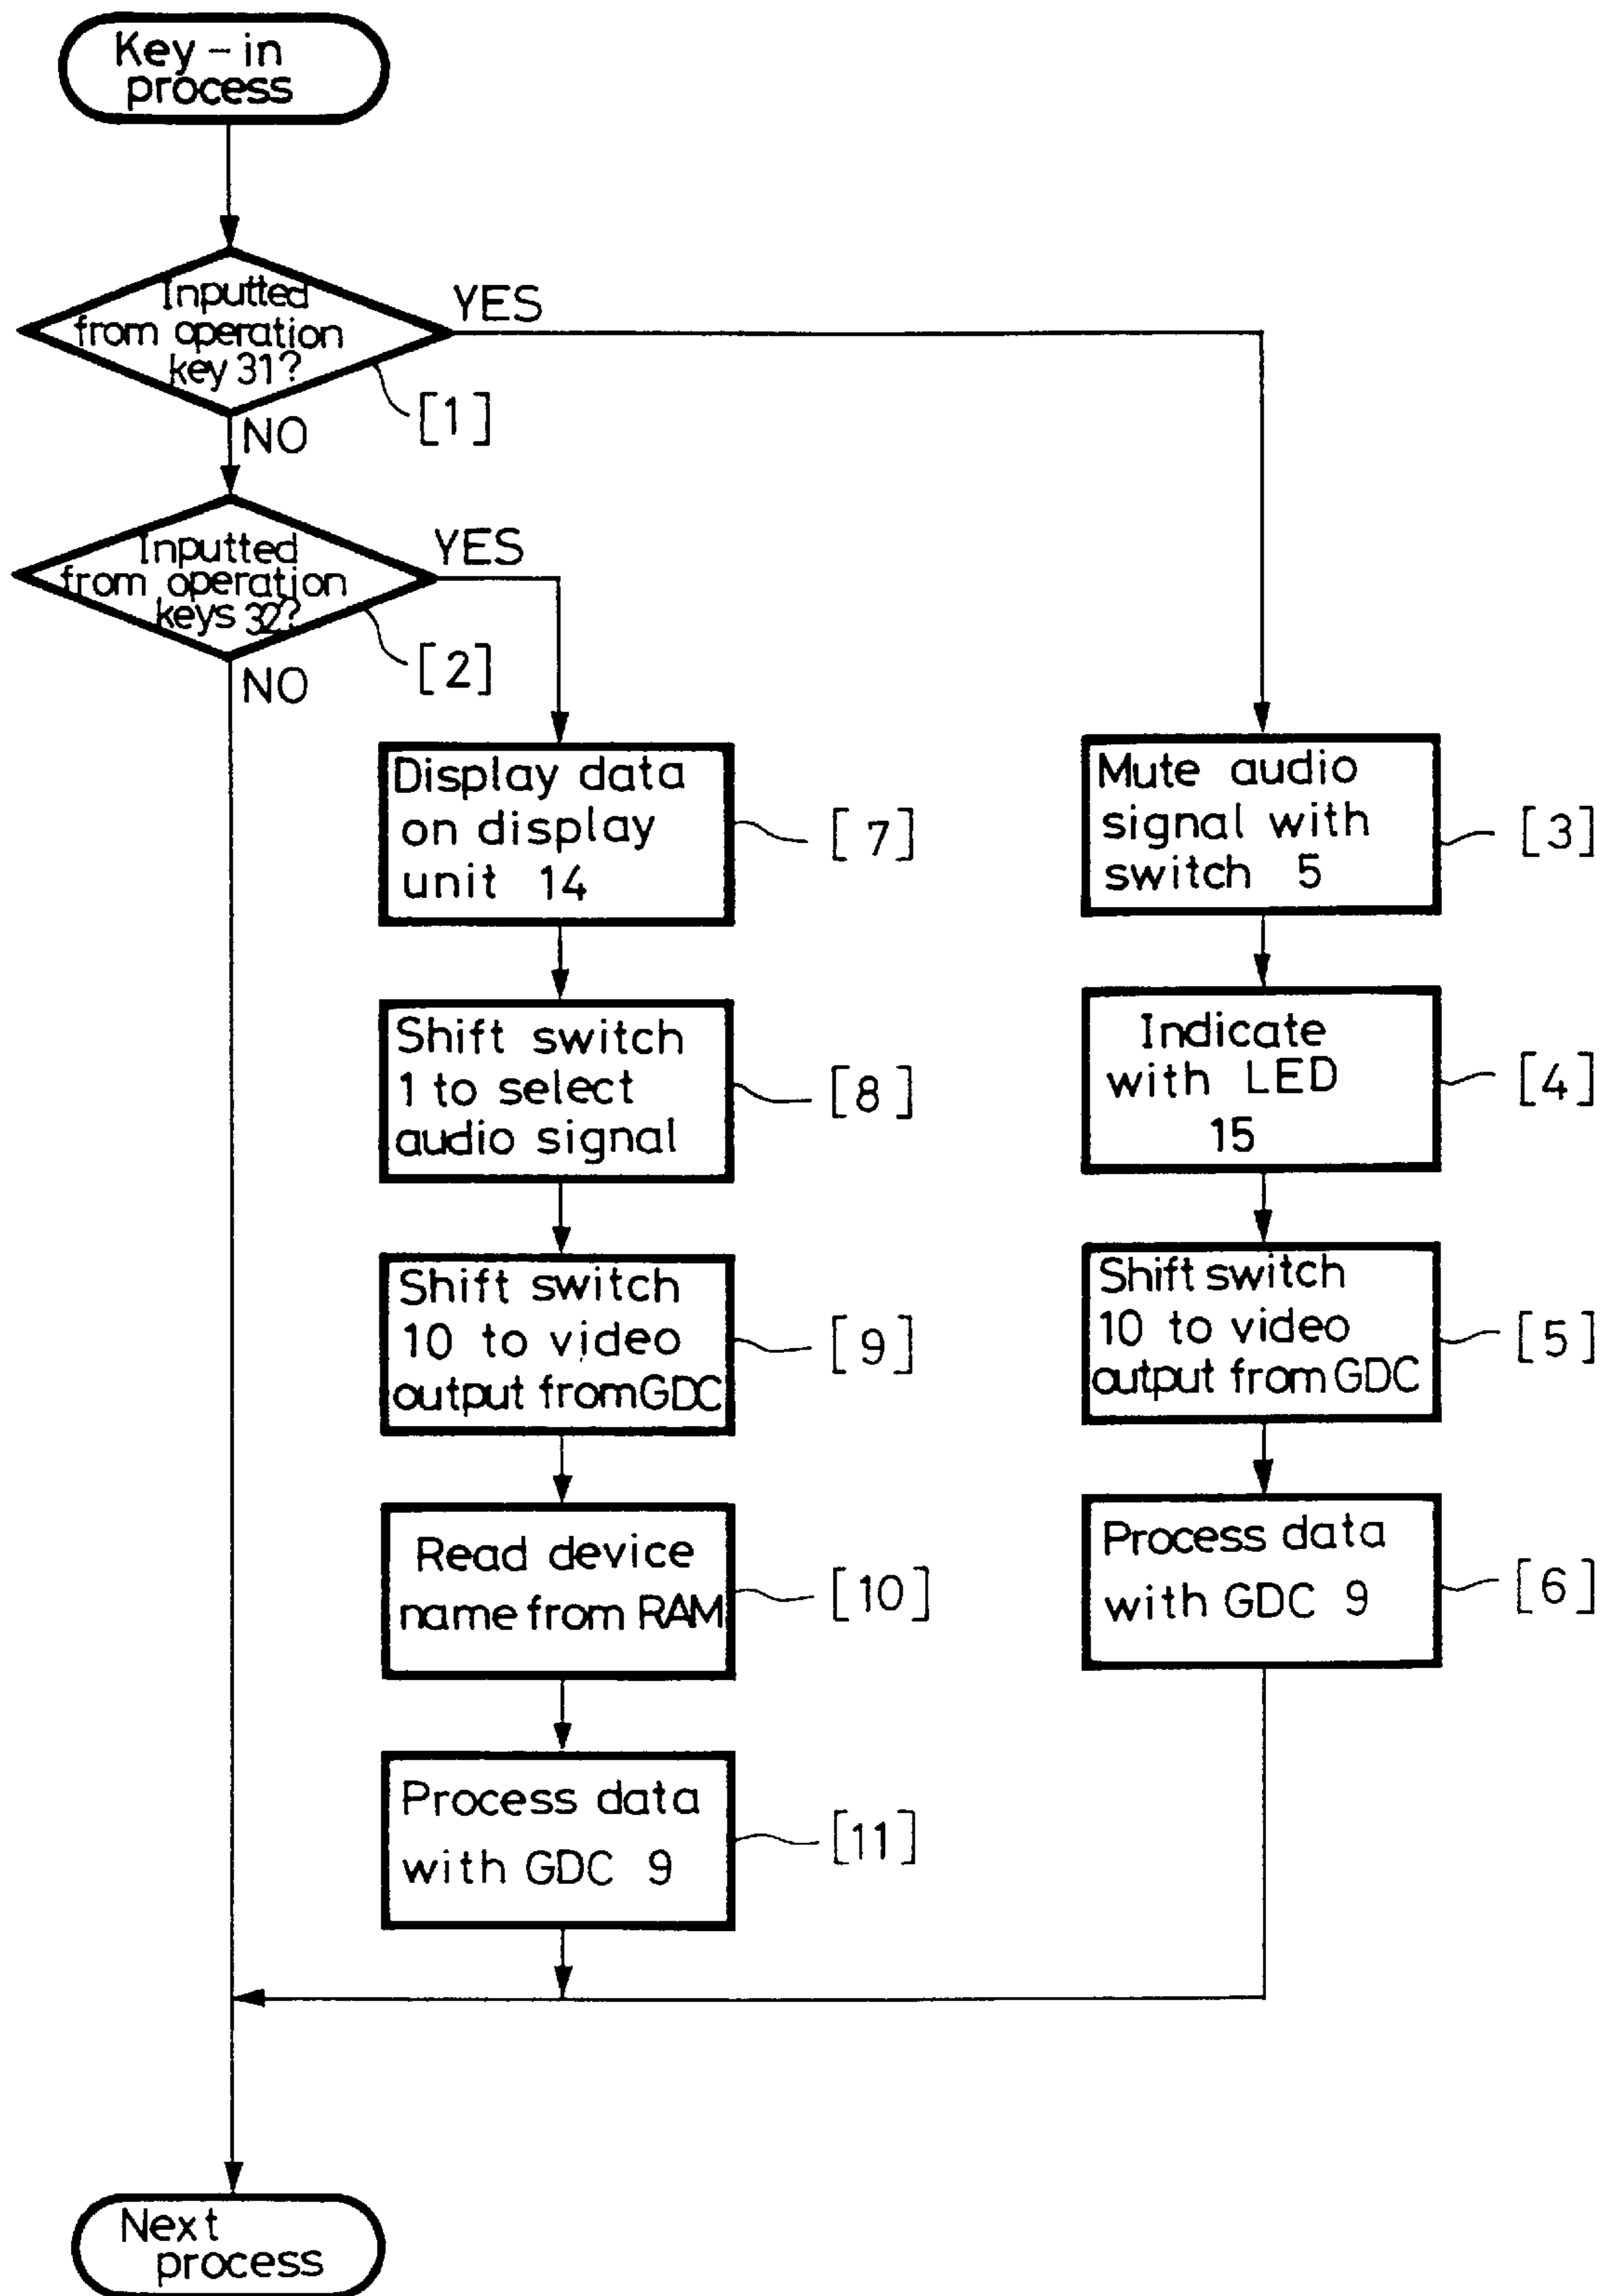 Key-in
process
Inputted
from operation
key 31?
YES
[1]
NO
Inputted
from operation
keys 32?
YES
[2]
NO
Display data
on display
unit 14
[7]
Shift switch
1 to select
audio signal
[8]
Shift switch
10 to video
output from GDC
[9]
Read device
name from RAM
[10]
Process data
with GDC 9
[11]
Mute audio
signal with
switch 5
[3]
Indicate
with LED
15
[4]
Shift switch
10 to video
output from GDC
[5]
Process data
with GDC 9
[6]
Next
process